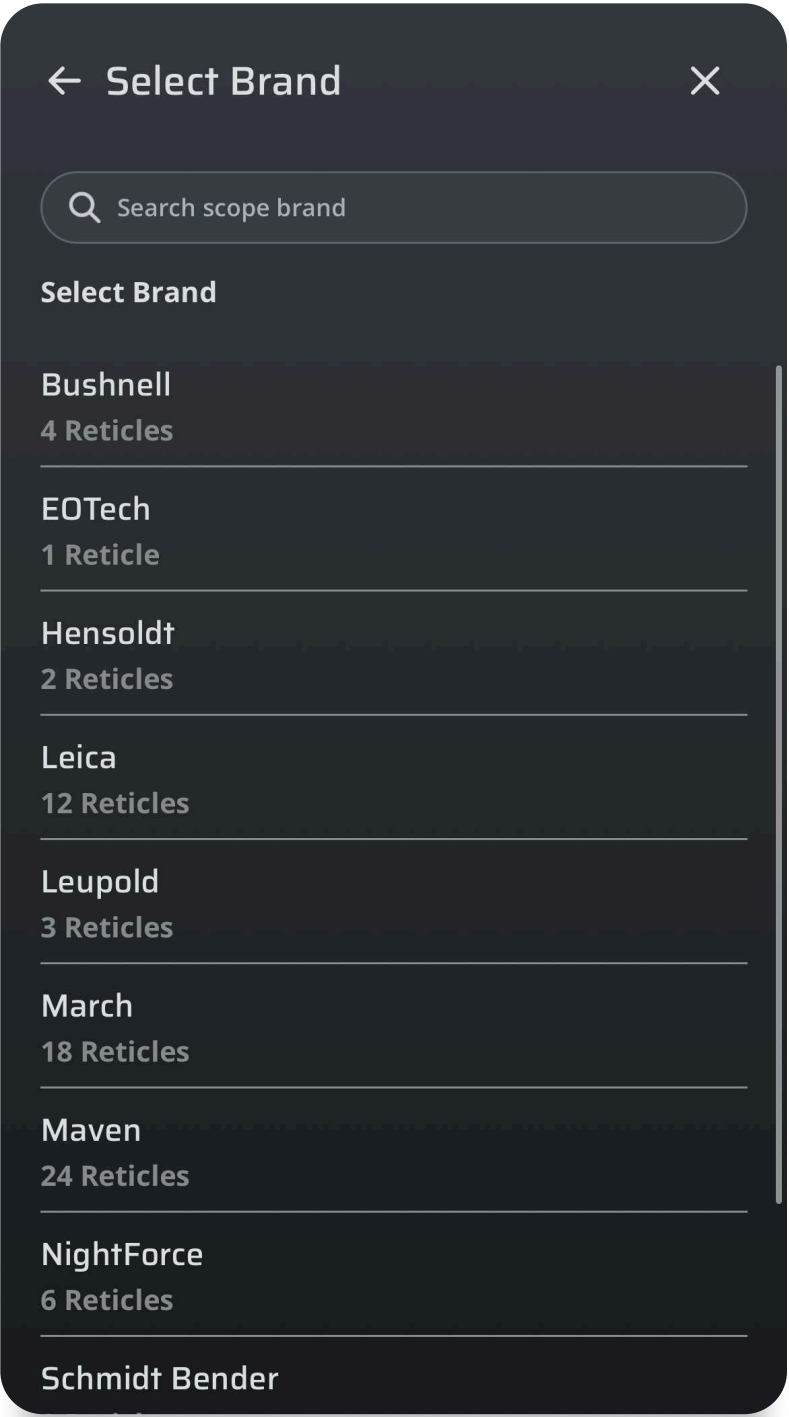 Select Brand
Search scope brand
Select Brand
Bushnell
4 Reticles
EOTech
1 Reticle
Hensoldt
2 Reticles
Leica
12 Reticles
Leupold
3 Reticles
March
18 Reticles
Maven
24 Reticles
NightForce
6 Reticles
Schmidt Bender